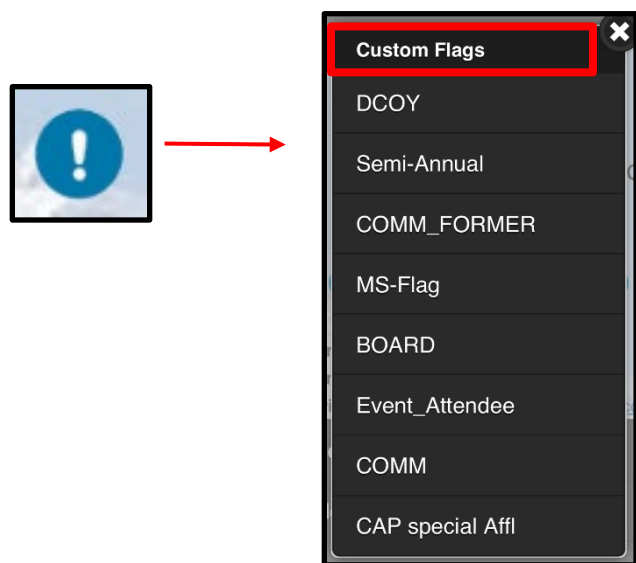 Custom Flags
DCOY
Semi-Annual
COMM_FORMER
MS-Flag
BOARD
Event_Attendee
COMM
CAP special Affl